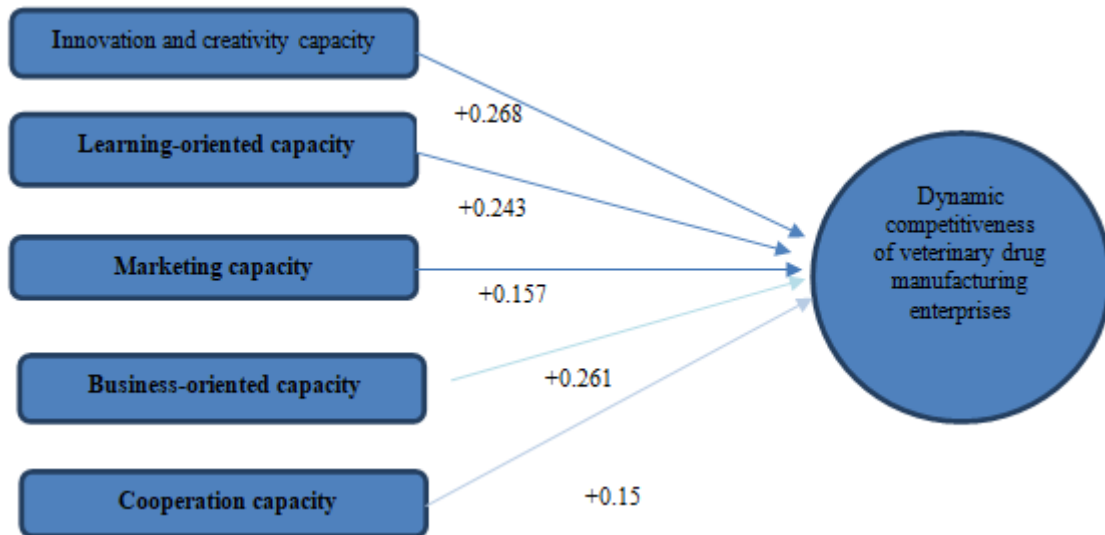 Innovation and creativity capacity
+0.268
Learning-oriented capacity
+0.243
Marketing capacity
+0.157
Business-oriented capacity
+0.261
Cooperation capacity
+0.15
Dynamic
competitiveness
of veterinary drug
manufacturing
enterprises